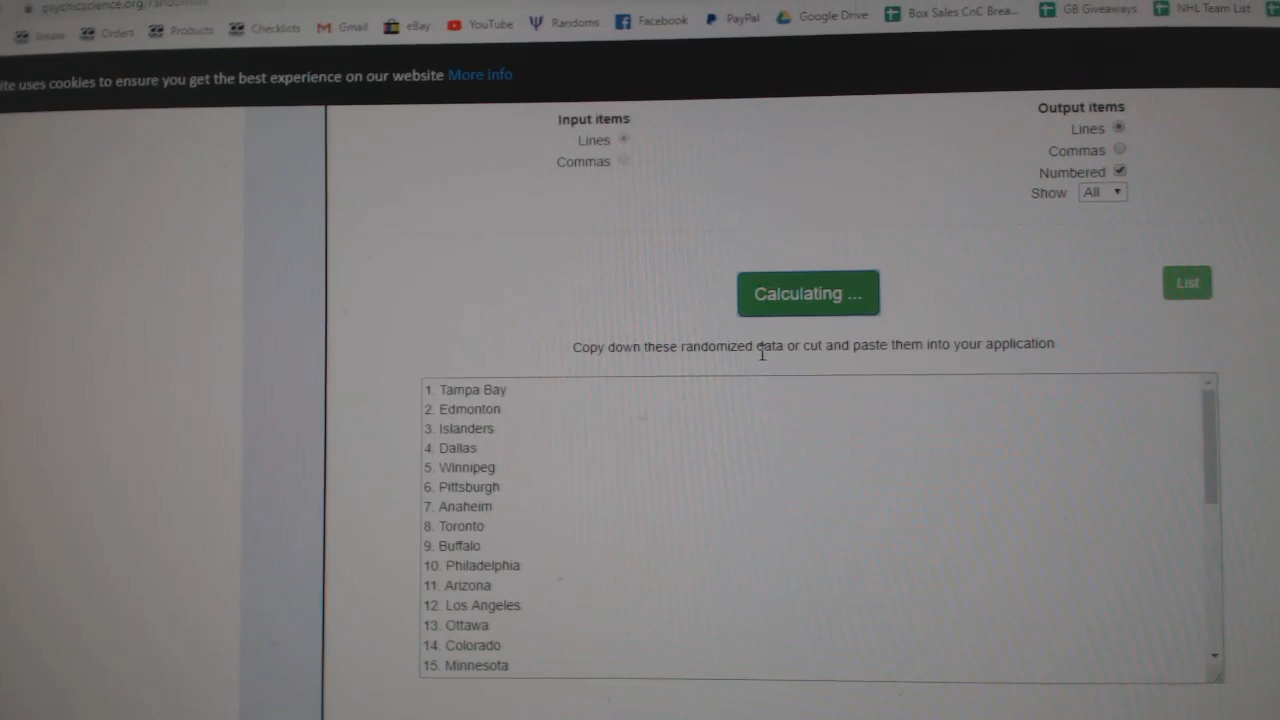 psychicscience.org/random
Orders Products Checklists Gmail eBay YouTube Randoms Facebook PayPal Google Drive Box Sales CnC Brea... GB Giveaways NHL Team List
ite uses cookies to ensure you get the best experience on our website More info
Input items
Lines
Commas
Output items
Lines
Commas
Numbered
Show All
Calculating ...
List
Copy down these randomized data or cut and paste them into your application
1. Tampa Bay
2. Edmonton
3. Islanders
4. Dallas
5. Winnipeg
6. Pittsburgh
7. Anaheim
8. Toronto
9. Buffalo
10. Philadelphia
11. Arizona
12. Los Angeles
13. Ottawa
14. Colorado
15. Minnesota